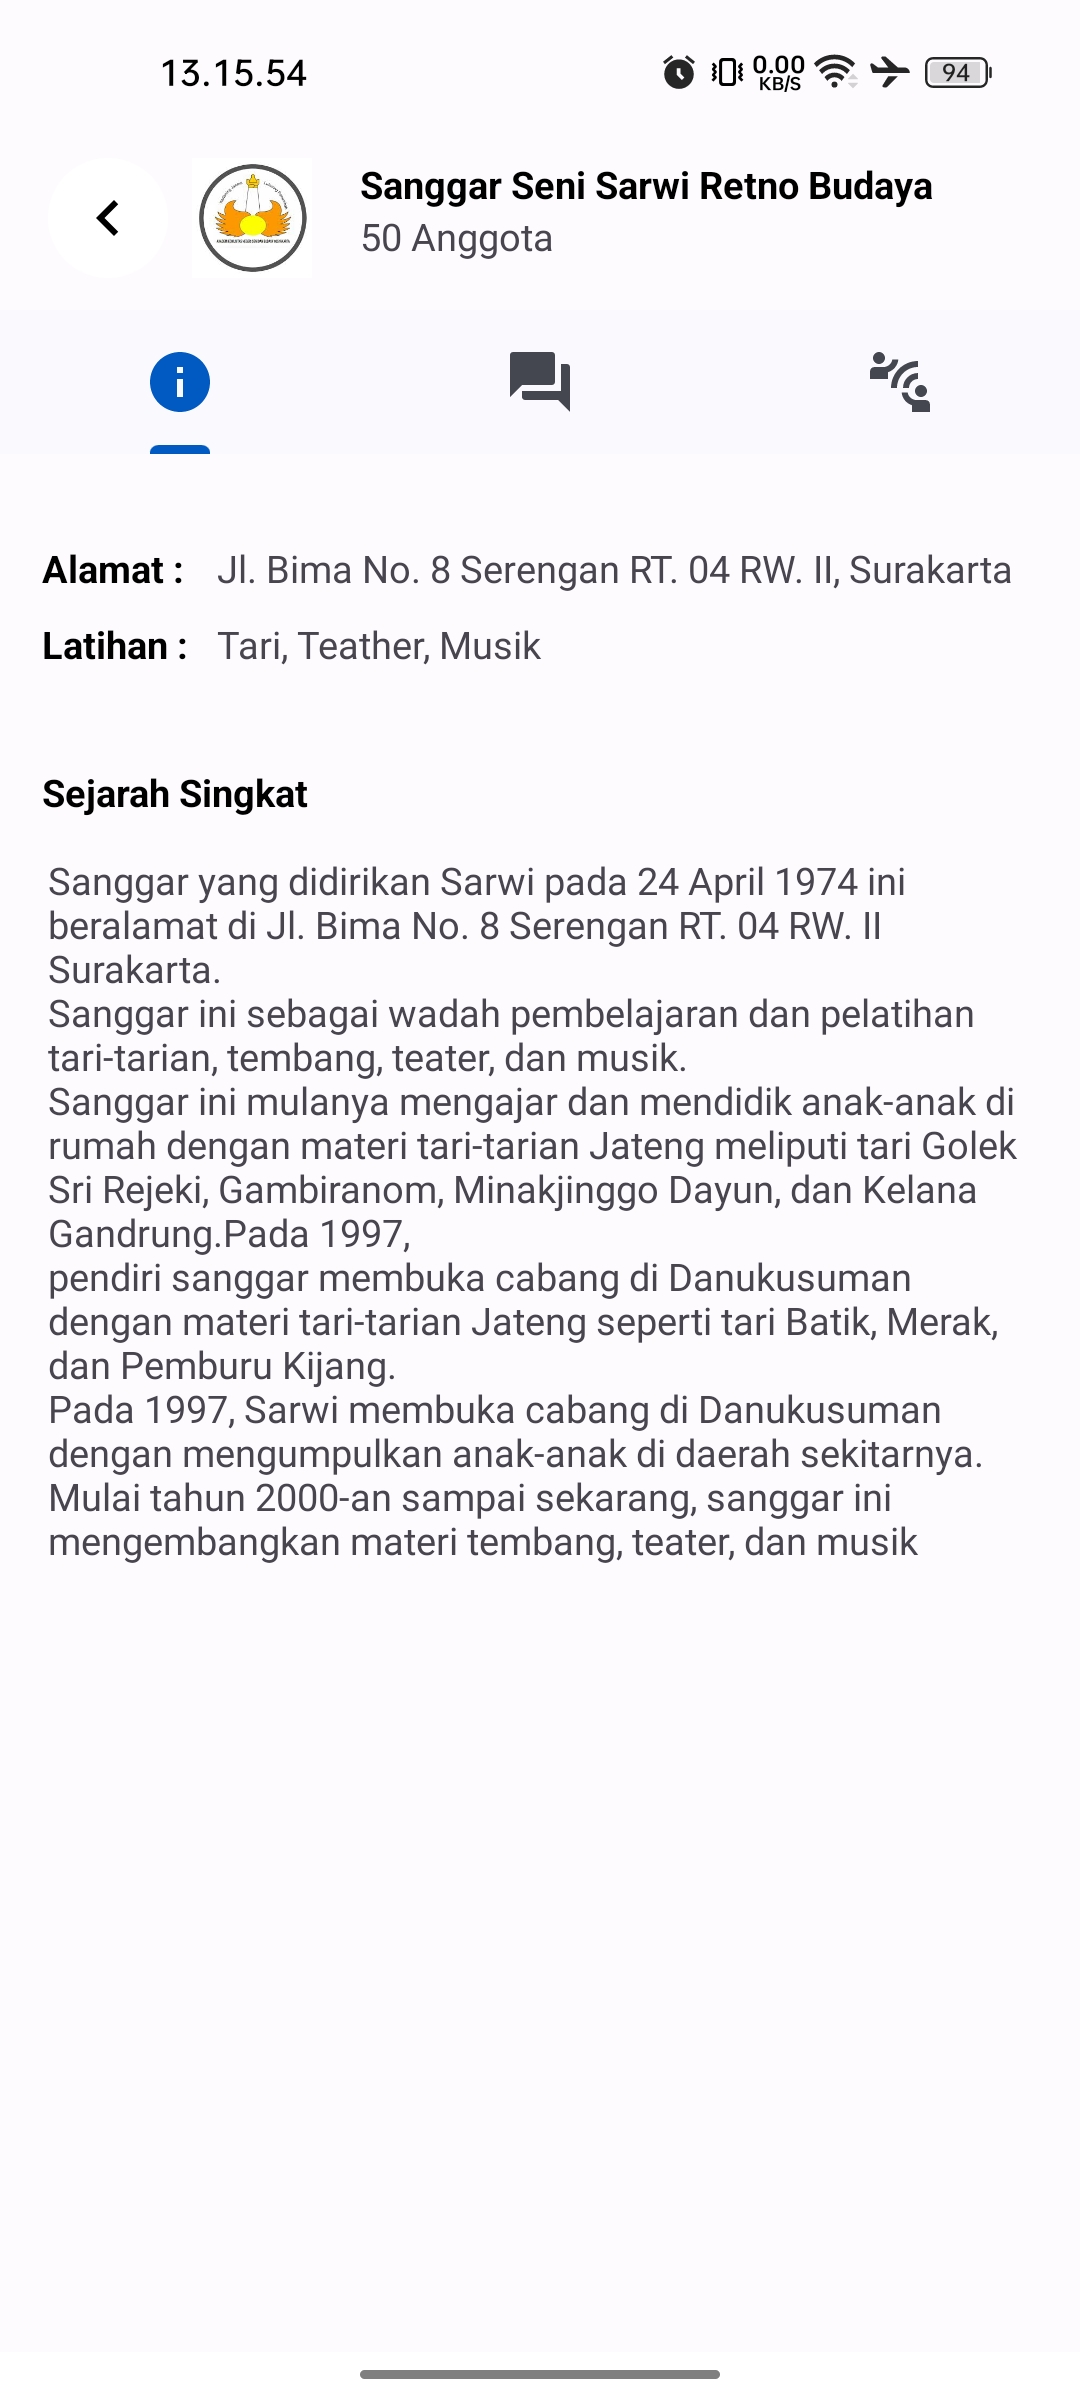 13.15.54
0.00
KB/S
94
Sanggar Seni Sarwi Retno Budaya
50 Anggota
Alamat : Jl. Bima No. 8 Serengan RT. 04 RW. II, Surakarta
Latihan : Tari, Teather, Musik
Sejarah Singkat
Sanggar yang didirikan Sarwi pada 24 April 1974 ini
beralamat di Jl. Bima No. 8 Serengan RT. 04 RW. II
Surakarta.
Sanggar ini sebagai wadah pembelajaran dan pelatihan
tari-tarian, tembang, teater, dan musik.
Sanggar ini mulanya mengajar dan mendidik anak-anak di
rumah dengan materi tari-tarian Jateng meliputi tari Golek
Sri Rejeki, Gambiranom, Minakjinggo Dayun, dan Kelana
Gandrung.Pada 1997,
pendiri sanggar membuka cabang di Danukusuman
dengan materi tari-tarian Jateng seperti tari Batik, Merak,
dan Pemburu Kijang.
Pada 1997, Sarwi membuka cabang di Danukusuman
dengan mengumpulkan anak-anak di daerah sekitarnya.
Mulai tahun 2000-an sampai sekarang, sanggar ini
mengembangkan materi tembang, teater, dan musik